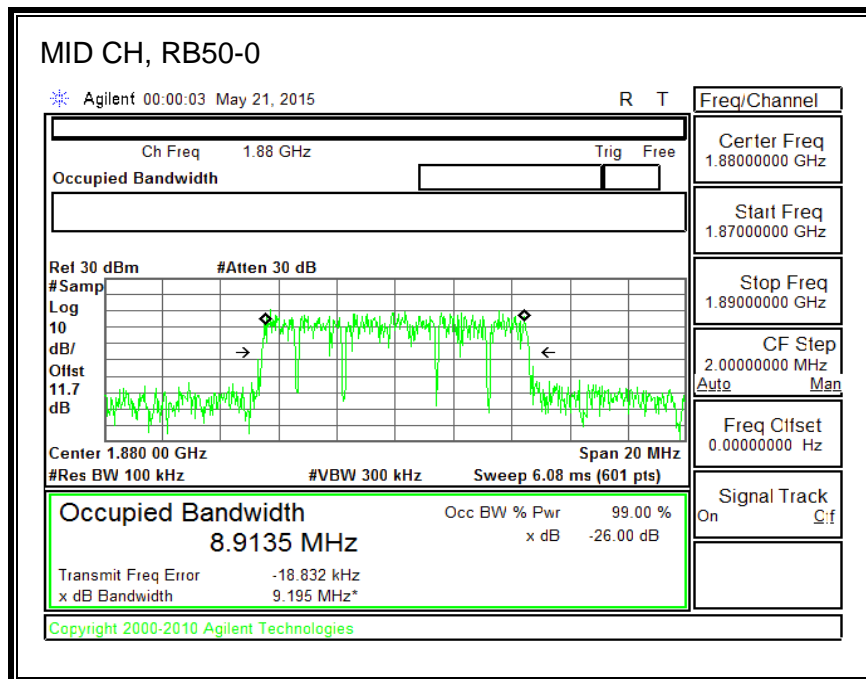 MID CH, RB50-0
Agilent 00:00:03 May 21, 2015 R T
Freq/Channel
Ch Freq 1.88 GHz Trig Free
Occupied Bandwidth
Center Freq
1.88000000 GHz
Start Freq
1.87000000 GHz
Stop Freq
1.89000000 GHz
CF Step
2.00000000 MHz
Auto Man
Freq Offset
0.00000000 Hz
Signal Track
On Off
Ref 30 dBm #Atten 30 dB
#Samp
Log
10
dB/
Offst
11.7
dB
Center 1.880 00 GHz Span 20 MHz
#Res BW 100 kHz #VBW 300 kHz Sweep 6.08 ms (601 pts)
Occupied Bandwidth Occ BW % Pwr 99.00 %
8.9135 MHz x dB -26.00 dB
Transmit Freq Error -18.832 kHz
x dB Bandwidth 9.195 MHz*
Copyright 2000-2010 Agilent Technologies